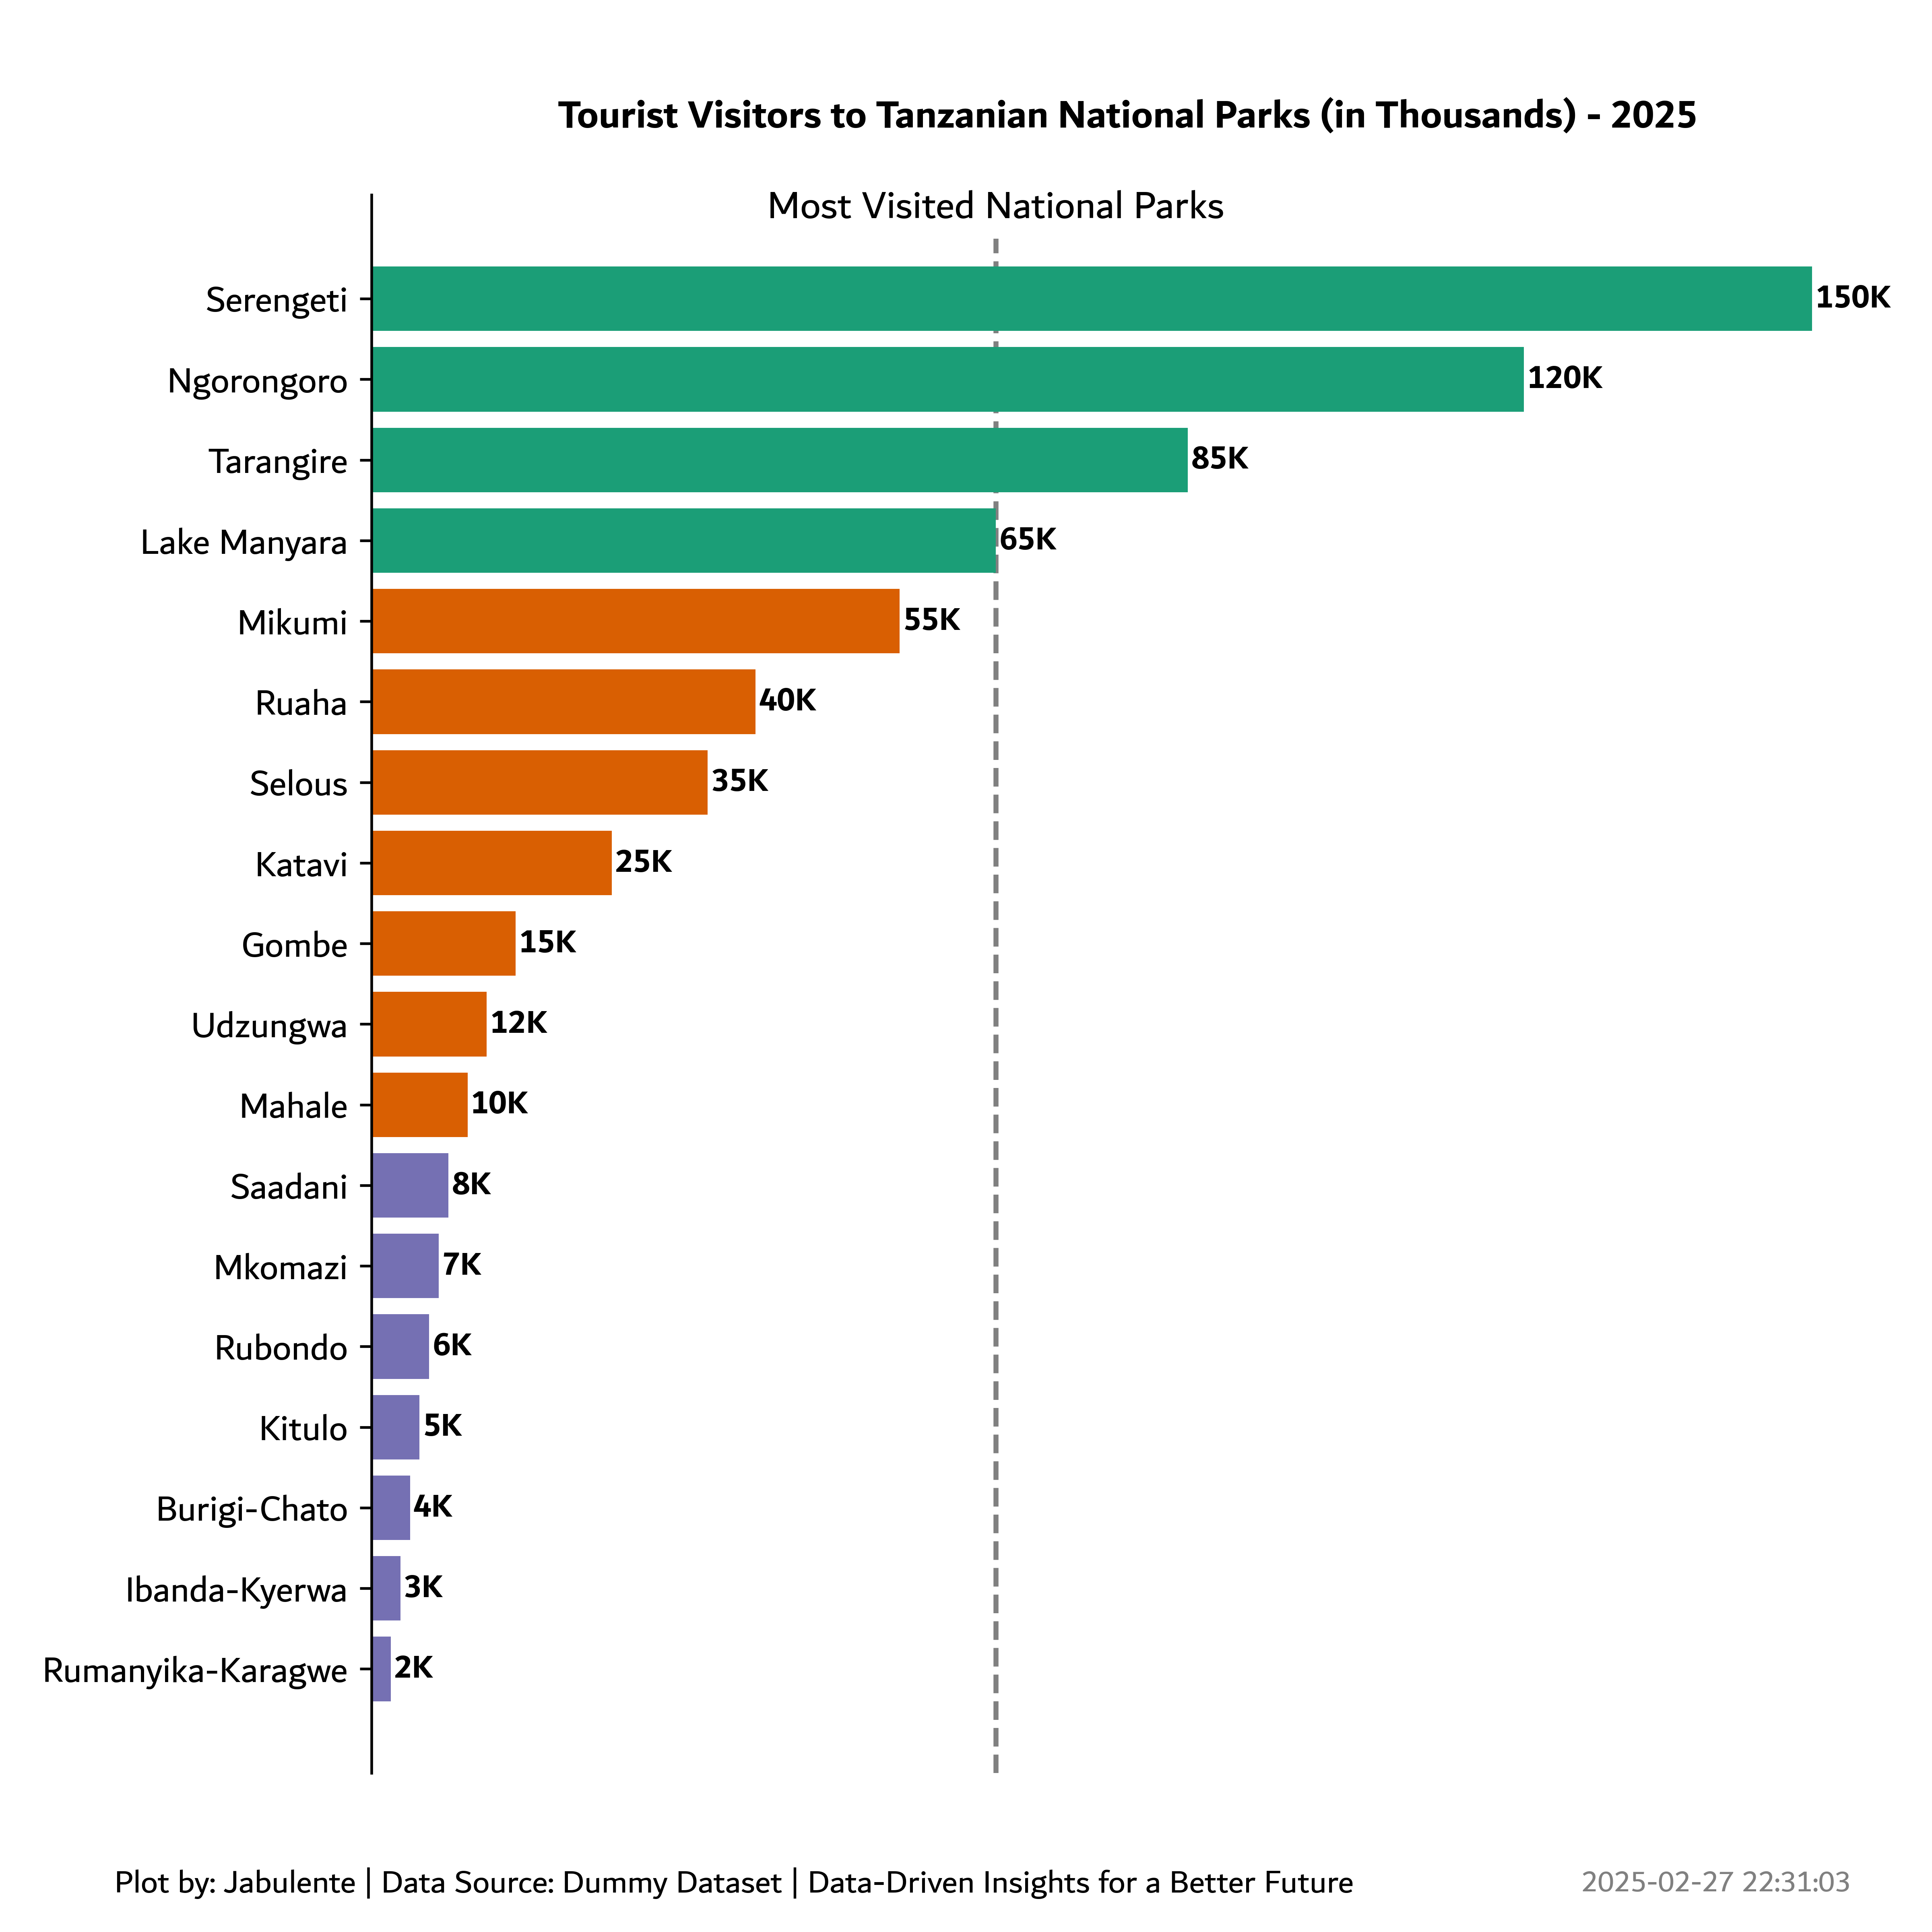 Tourist Visitors to Tanzanian National Parks (in Thousands) - 2025
Most Visited National Parks
Serengeti 150K
Ngorongoro 120K
Tarangire 85K
Lake Manyara 65K
Mikumi 55K
Ruaha 40K
Selous 35K
Katavi 25K
Gombe 15K
Udzungwa 12K
Mahale 10K
Saadani 8K
Mkomazi 7K
Rubondo 6K
Kitulo 5K
Burigi-Chato 4K
Ibanda-Kyerwa 3K
Rumanyika-Karagwe 2K
Plot by: Jabulente | Data Source: Dummy Dataset | Data-Driven Insights for a Better Future 2025-02-27 22:31:03